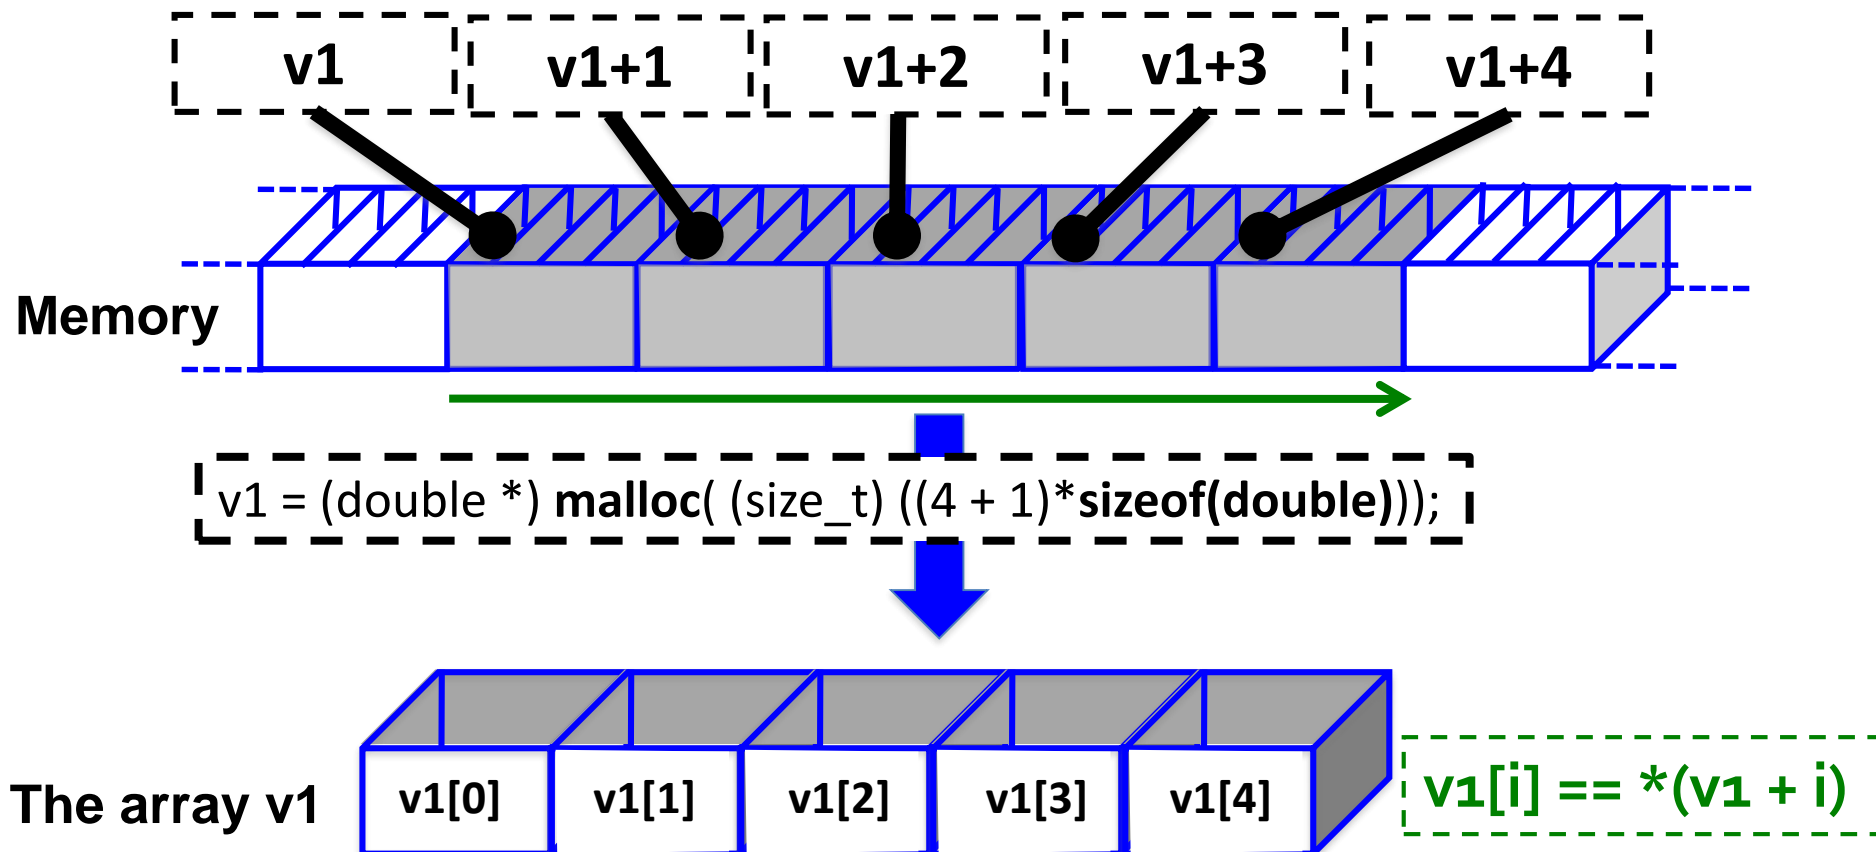 v1 v1+1 v1+2 v1+3 v1+4
Memory
v1 = (double *) malloc( (size_t) ((4 + 1)*sizeof(double)));
The array v1 v1[0] v1[1] v1[2] v1[3] v1[4] v1[i] == *(v1 + i)